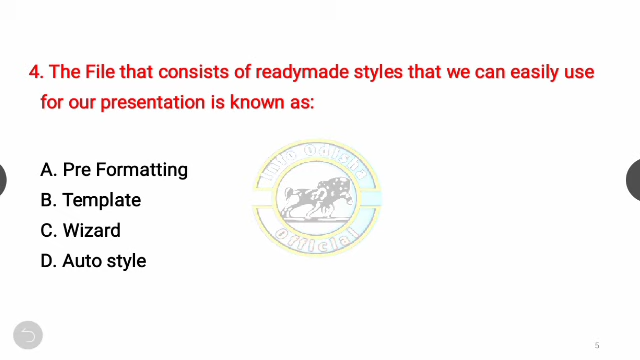 4. The File that consists of readymade styles that we can easily use
for our presentation is known as:
A. Pre Formatting
B. Template
C. Wizard
D. Auto style
Official
5